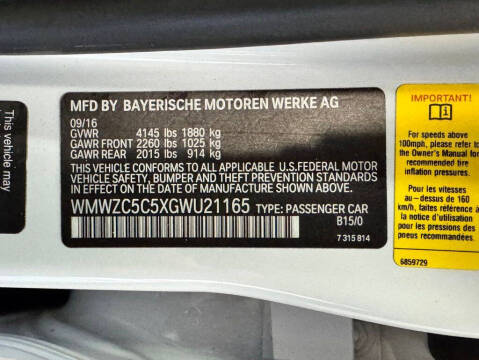 MFD BY BAYERISCHE MOTOREN WERKE AG
09/16
GVWR 4145 lbs 1880 kg
GAWR FRONT 2260 lbs 1025 kg
GAWR REAR 2015 lbs 914 kg
THIS VEHICLE CONFORMS TO ALL APPLICABLE U.S.FEDERAL MOTOR
VEHICLE SAFETY, BUMPER AND THEFT PREVENTION STANDARDS
IN EFFECT ON THE DATE OF MANUFACTURE SHOWN ABOVE.
WMWZC5C5XGWU21165 TYPE: PASSENGER CAR
B15/0
7 315 814
This vehicle may
IMPORTANT!
For speeds above
100mph, please refer to
the Owner's Manual for
recommended tire
inflation pressures.
Pour les vitesses
au - dessus de 160
km/h, faites référence à
la notice d'utilisation
pour les pressions des
pneus recommandées.
6859729